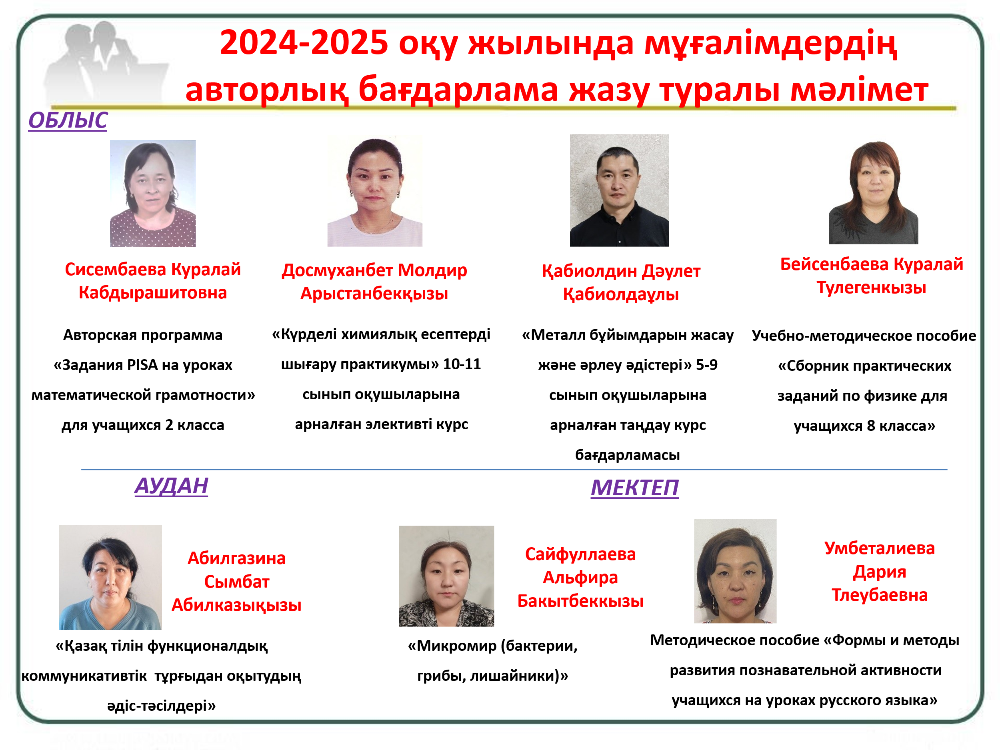 2024-2025 оқу жылында мұғалімдердің
авторлық бағдарлама жазу туралы мәлімет
ОБЛЫС
Сисембаева Куралай
Кабдырашитовна
Авторская программа
«Задания PISA на уроках
математической грамотности»
для учащихся 2 класса
Досмуханбет Молдир
Арыстанбекқызы
«Күрделі химиялық есептерді
шығару практикумы» 10-11
сынып оқушыларына
арналған элективті курс
Қабиолдин Дәулет
Қабиолдаұлы
«Металл бұйымдарын жасау
және әрлеу әдістері» 5-9
сынып оқушыларына
арналған таңдау курс
бағдарламасы
Бейсенбаева Куралай
Тулегенкызы
Учебно-методическое пособие
«Сборник практических
заданий по физике для
учащихся 8 класса»
АУДАН
Абилгазина
Сымбат
Абилказықызы
«Қазақ тілін функционалдық
коммуникативтік  тұрғыдан оқытудың
әдіс-тәсілдері»
МЕКТЕП
Сайфуллаева
Альфира
Бакытбеккызы
«Микромир (бактерии,
грибы, лишайники)»
Умбеталиева
Дария
Тлеубаевна
Методическое пособие «Формы и методы
развития познавательной активности
учащихся на уроках русского языка»